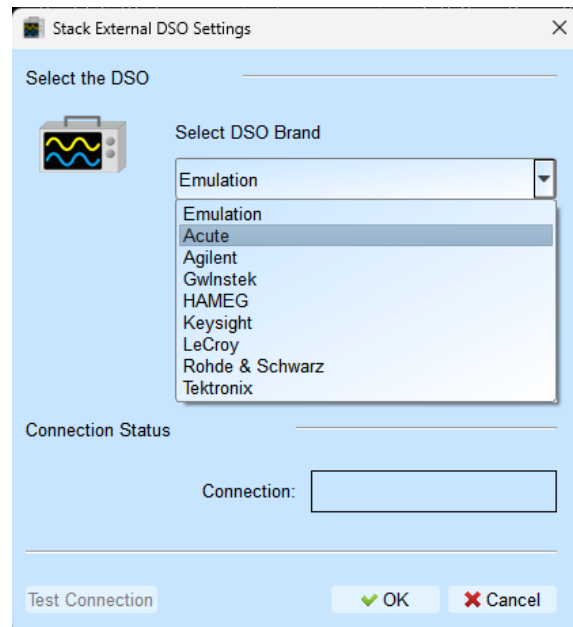 Stack External DSO Settings
Select the DSO
Select DSO Brand
Emulation
Emulation
Acute
Agilent
GwInstek
HAMEG
Keysight
LeCroy
Rohde & Schwarz
Tektronix
Connection Status
Connection:
Test Connection
OK
Cancel